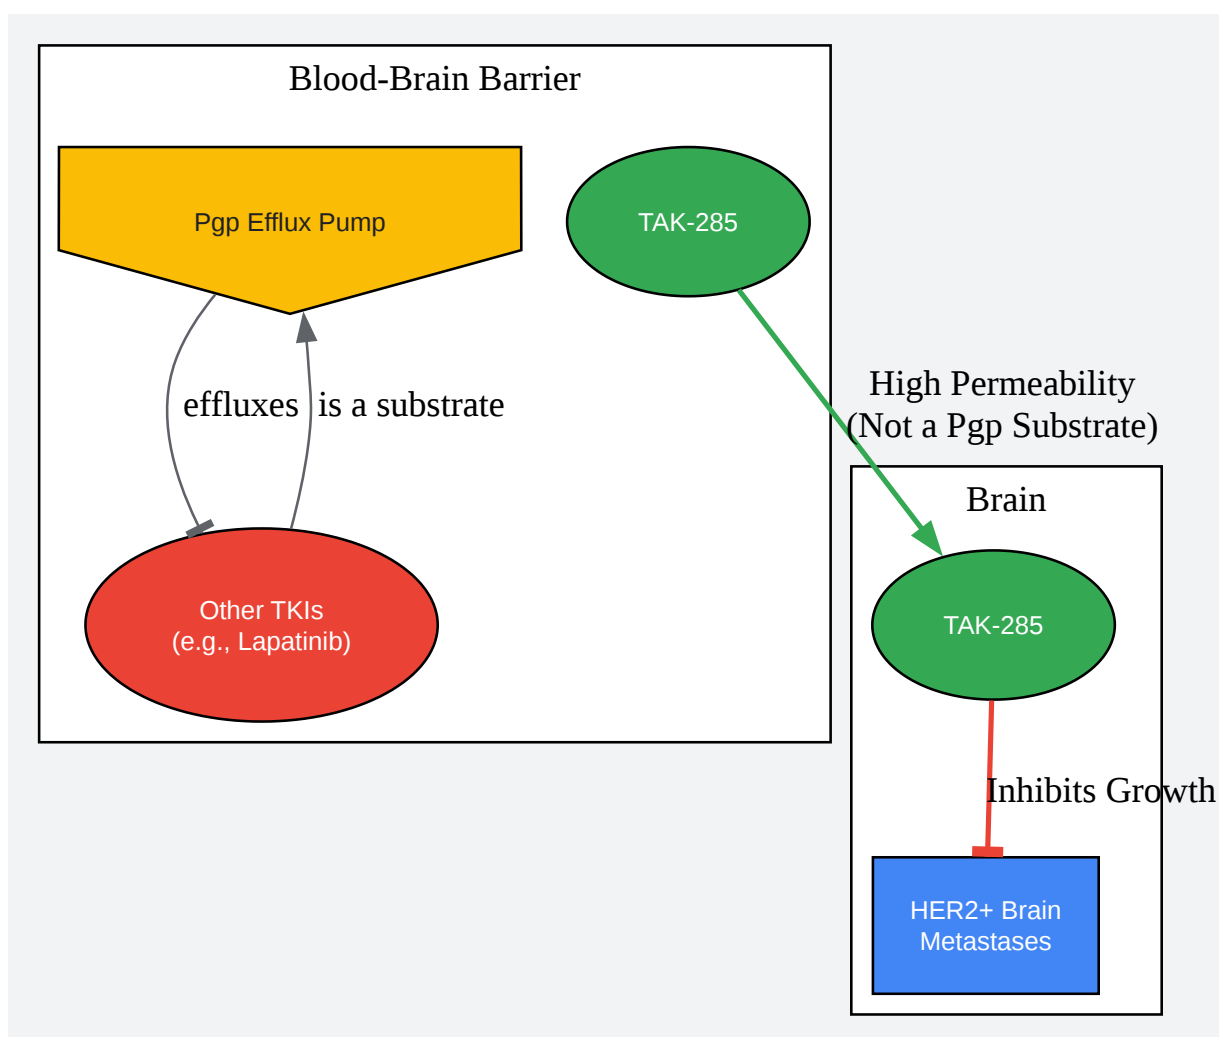 Blood-Brain Barrier
Pgp Efflux Pump
TAK-285
effluxes
is a substrate
High Permeability
(Not a Pgp Substrate)
Brain
Other TKIs
(e.g., Lapatinib)
TAK-285
Inhibits Growth
HER2+ Brain
Metastases